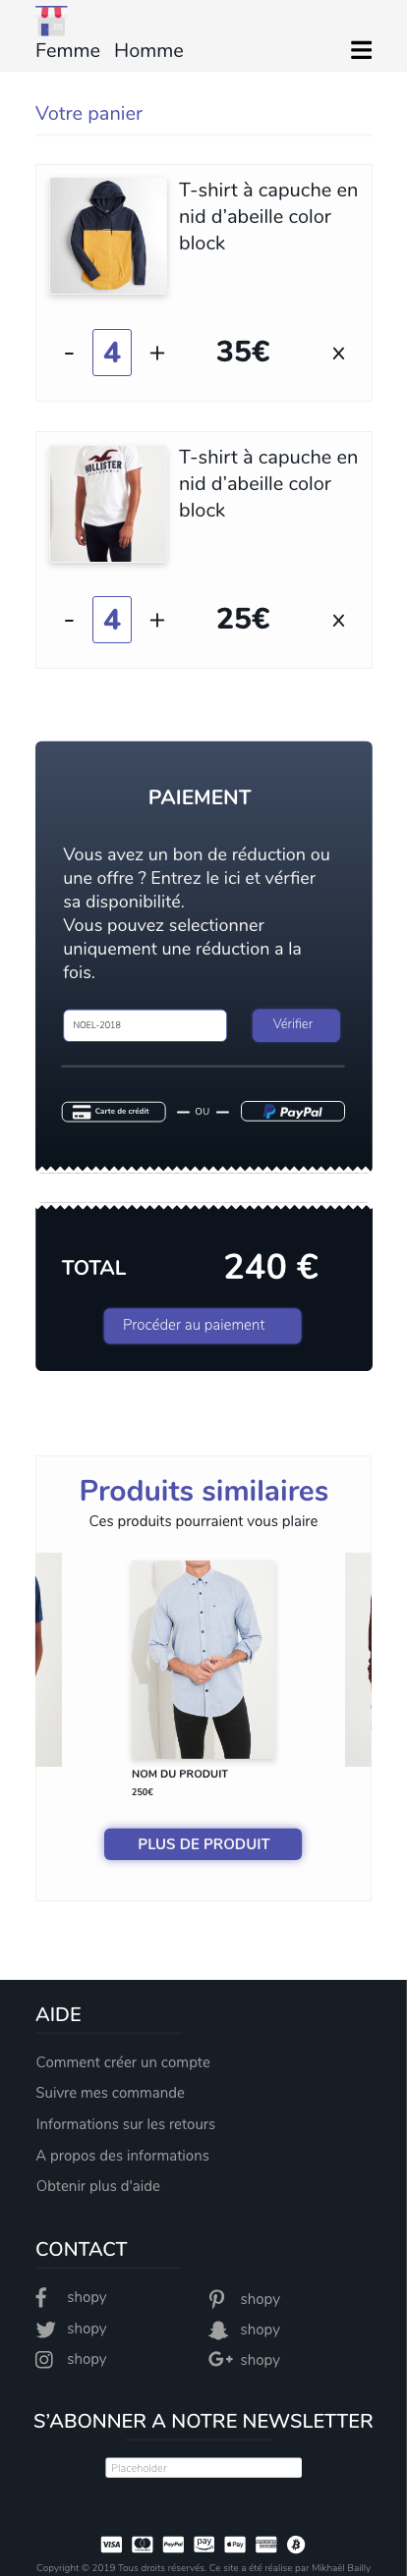 Femme Homme
Votre panier
T-shirt à capuche en
nid d’abeille color
block
- 4 + 35€ x
HOLLISTER
CALIFORNIA
T-shirt à capuche en
nid d’abeille color
block
- 4 + 25€ x
PAIEMENT
Vous avez un bon de réduction ou
une offre ? Entrez le ici et vérfier
sa disponibilité.
Vous pouvez selectionner
uniquement une réduction a la
fois.
NOEL-2018 Vérifier
Carte de crédit OU PayPal
TOTAL 240 €
Procéder au paiement
Produits similaires
Ces produits pourraient vous plaire
NOM DU PRODUIT
250€
PLUS DE PRODUIT
AIDE
Comment créer un compte
Suivre mes commande
Informations sur les retours
A propos des informations
Obtenir plus d'aide
CONTACT
shopy shopy
shopy shopy
shopy shopy
S’ABONNER A NOTRE NEWSLETTER
Placeholder
VISA PayPal pay Pay
Copyright © 2019 Tous droits réservés. Ce site a été réalise par Mikhaël Bailly